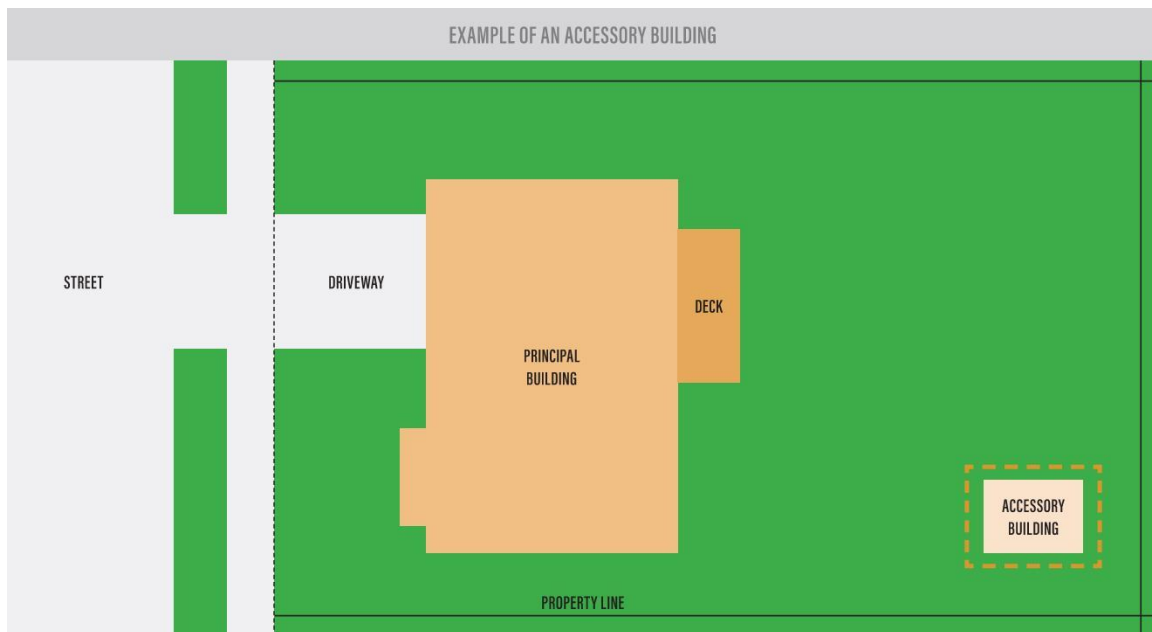 EXAMPLE OF AN ACCESSORY BUILDING
STREET
DRIVEWAY
DECK
PRINCIPAL
BUILDING
ACCESSORY
BUILDING
PROPERTY LINE